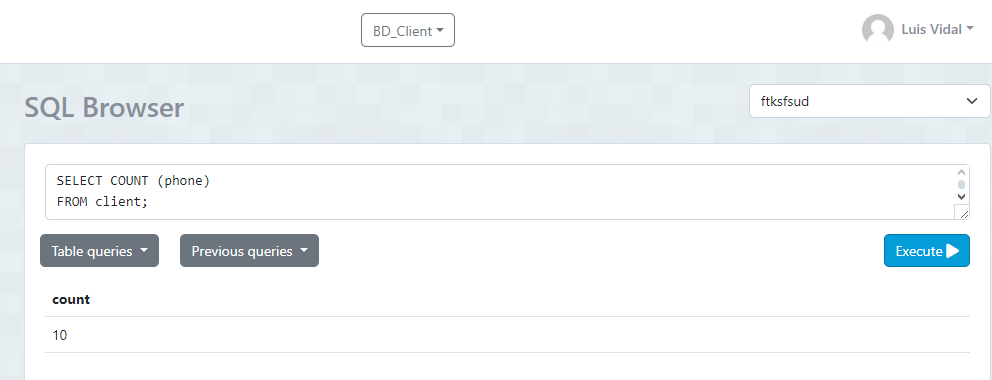 BD_Client
Luis Vidal
SQL Browser
ftksfsud
SELECT COUNT (phone)
FROM client;
Table queries
Previous queries
Execute
count
10